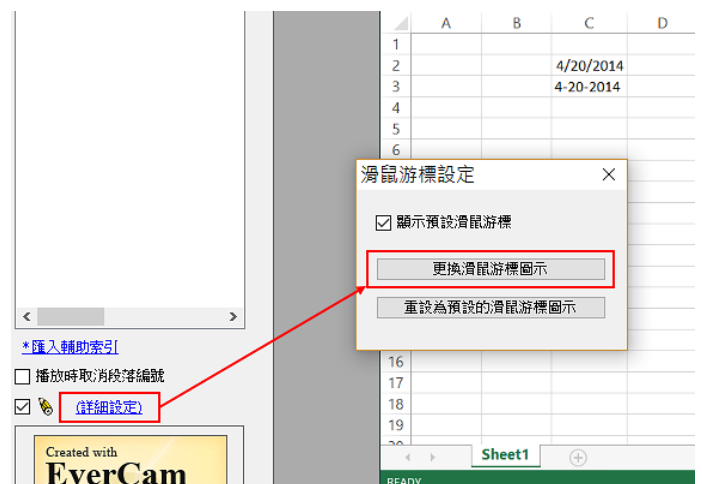 A B C D
1
2 4/20/2014
3 4-20-2014
4
5
6
滑鼠游標設定
顯示預設滑鼠游標
更換滑鼠游標圖示
重設為預設的滑鼠游標圖示
*匯入輔助索引
播放時取消段落編號
(詳細設定)
16
17
18
19
Created with
EverCam
Sheet1
READY